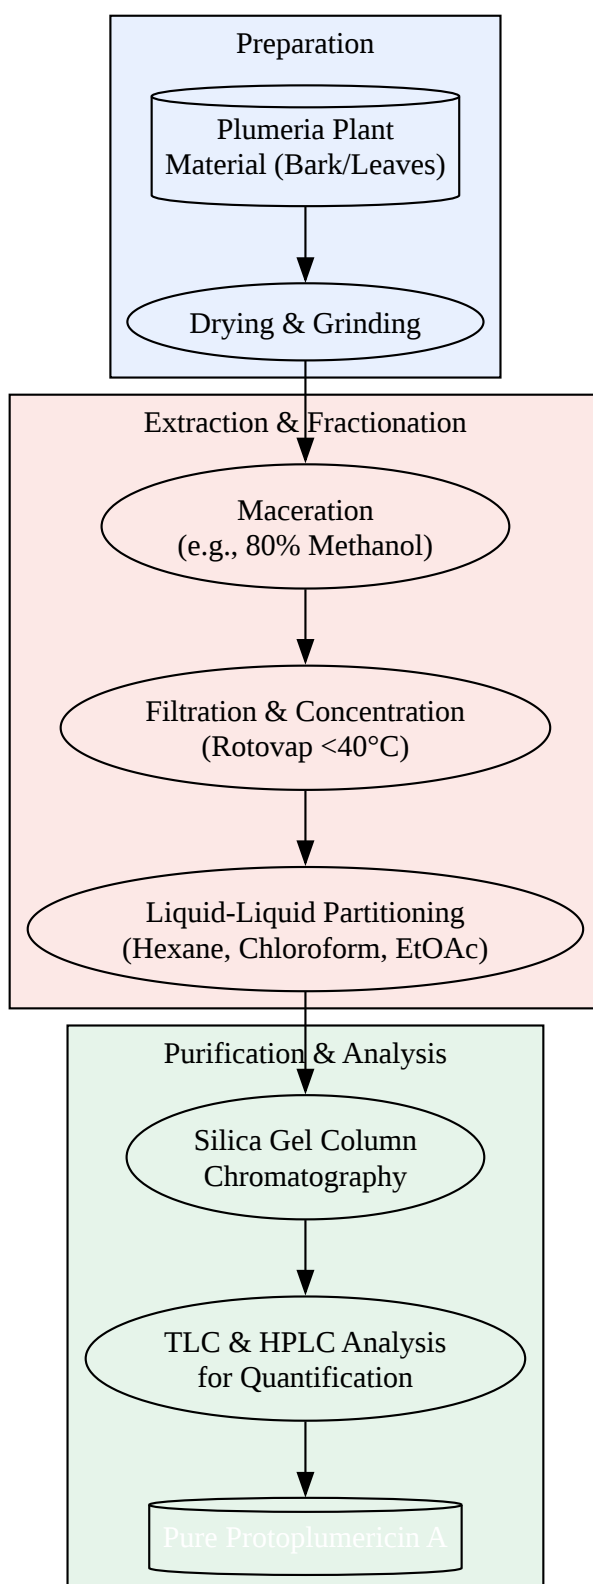 Preparation
Plumeria Plant
Material (Bark/Leaves)
Drying & Grinding
Extraction & Fractionation
Maceration
(e.g., 80% Methanol)
Filtration & Concentration
(Rotovap <40°C)
Liquid-Liquid Partitioning
(Hexane, Chloroform, EtOAc)
Purification & Analysis
Silica Gel Column
Chromatography
TLC & HPLC Analysis
for Quantification
Pure Protoplumericin A